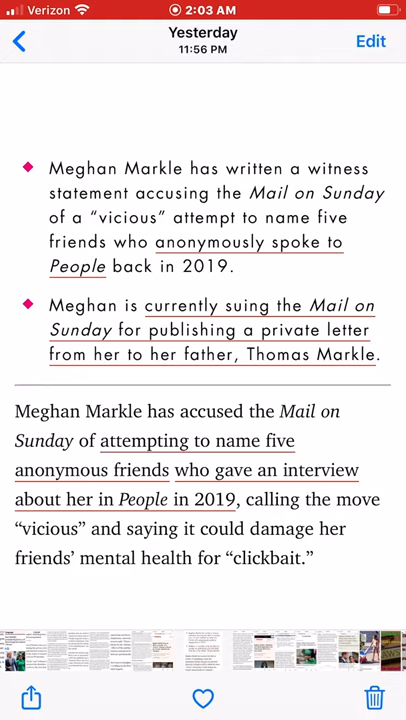 Verizon 2:03 AM
Yesterday
11:56 PM
Edit
Meghan Markle has written a witness
statement accusing the Mail on Sunday
of a “vicious” attempt to name five
friends who anonymously spoke to
People back in 2019.
Meghan is currently suing the Mail on
Sunday for publishing a private letter
from her to her father, Thomas Markle.
Meghan Markle has accused the Mail on
Sunday of attempting to name five
anonymous friends who gave an interview
about her in People in 2019, calling the move
“vicious” and saying it could damage her
friends’ mental health for “clickbait.”